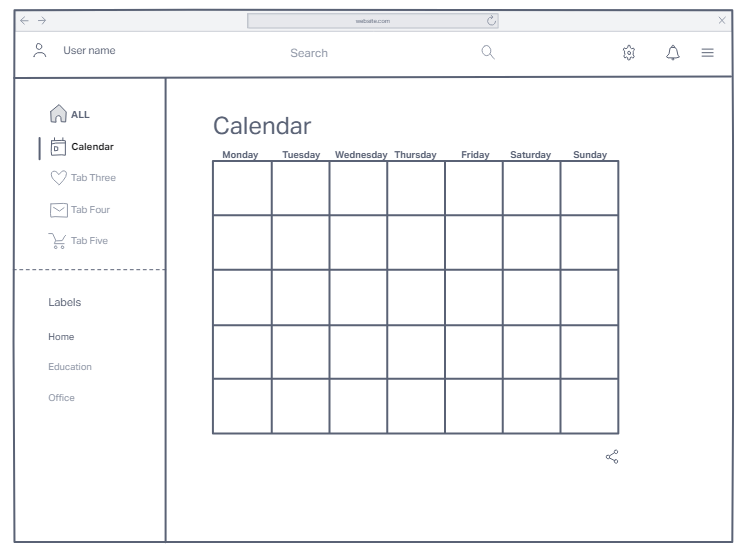 website.com
User name
Search
ALL
Calendar
Tab Three
Tab Four
Tab Five
Labels
Home
Education
Office
Calendar
Monday Tuesday Wednesday Thursday Friday Saturday Sunday
D